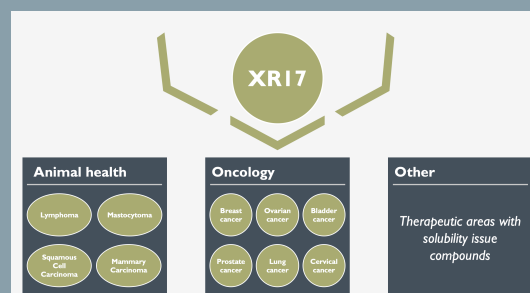 XR17
Animal health
Lymphoma
Mastocytoma
Squamous
Cell
Carcinoma
Mammary
Carcinoma
Oncology
Breast
cancer
Ovarian
cancer
Bladder
cancer
Prostate
cancer
Lung
cancer
Cervical
cancer
Other
Therapeutic areas with
solubility issue
compounds